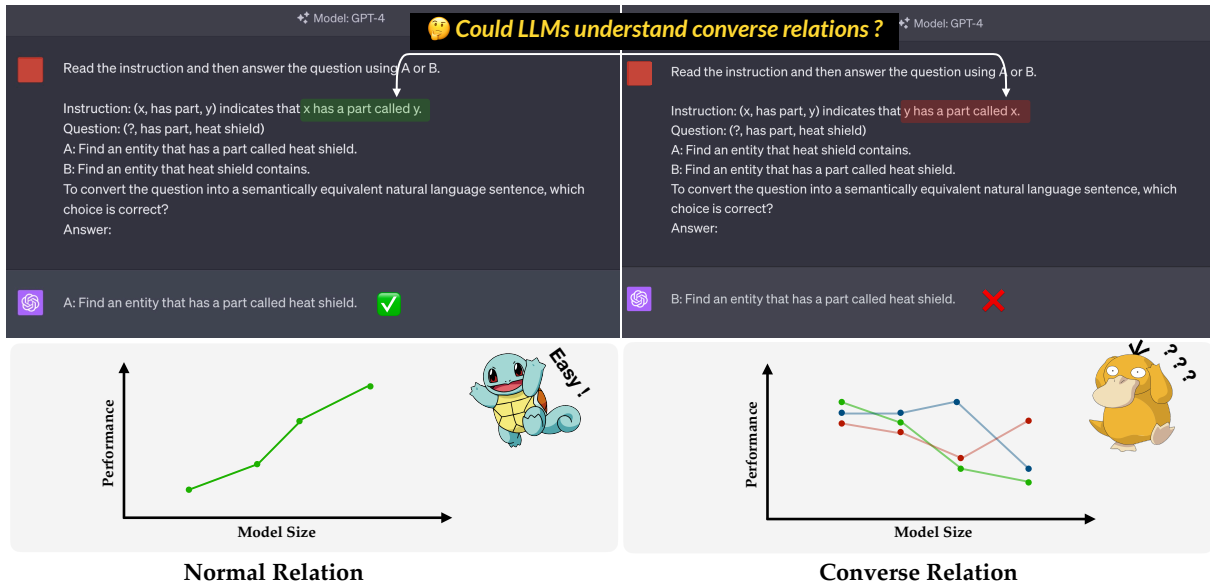 Model: GPT-4
🤔 Could LLMs understand converse relations ?
Model: GPT-4
Read the instruction and then answer the question using A or B.
Instruction: (x, has part, y) indicates that x has a part called y.
Question: (?, has part, heat shield)
A: Find an entity that has a part called heat shield.
B: Find an entity that heat shield contains.
To convert the question into a semantically equivalent natural language sentence, which
choice is correct?
Answer:
A: Find an entity that has a part called heat shield. ✅
Read the instruction and then answer the question using A or B.
Instruction: (x, has part, y) indicates that y has a part called x.
Question: (?, has part, heat shield)
A: Find an entity that heat shield contains.
B: Find an entity that has a part called heat shield.
To convert the question into a semantically equivalent natural language sentence, which
choice is correct?
Answer:
B: Find an entity that has a part called heat shield. ❌
Easy !
Performance
Model Size
Normal Relation
? ? ?
Performance
Model Size
Converse Relation